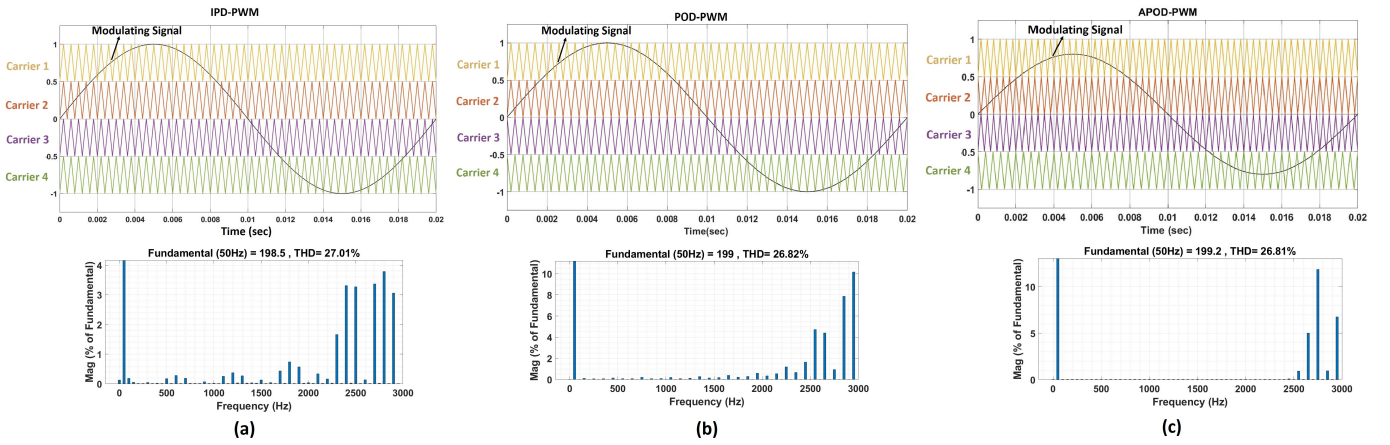 IPD-PWM
Modulating Signal
1
Carrier 1
0.5
Carrier 2
0
Carrier 3
0.5
Carrier 4
-1
0 0.002 0.004 0.006 0.008 0.01 0.012 0.014 0.016 0.018 0.02
Time (sec)
Fundamental (50Hz) = 198.5 , THD= 27.01%
Mag (% of Fundamental)
4
3
2
1
0
0 500 1000 1500 2000 2500 3000
Frequency (Hz)
(a)
POD-PWM
Modulating Signal
1
Carrier 1
0.5
Carrier 2
0
Carrier 3
-0.5
Carrier 4
-1
0 0.002 0.004 0.006 0.008 0.01 0.012 0.014 0.016 0.018 0.02
Time(sec)
Fundamental (50Hz) = 199 , THD= 26.82%
Mag (% of Fundamental)
10
8
6
4
2
0
0 500 1000 1500 2000 2500 3000
Frequency (Hz)
(b)
APOD-PWM
Modulating Signal
1
Carrier 1
0.5
Carrier 2
0
Carrier 3
-0.5
Carrier 4
-1
0 0.002 0.004 0.006 0.008 0.01 0.012 0.014 0.016 0.018 0.02
Time (sec)
Fundamental (50Hz) = 199.2 , THD= 26.81%
Mag (% of Fundamental)
10
5
0
0 500 1000 1500 2000 2500 3000
Frequency (Hz)
(c)